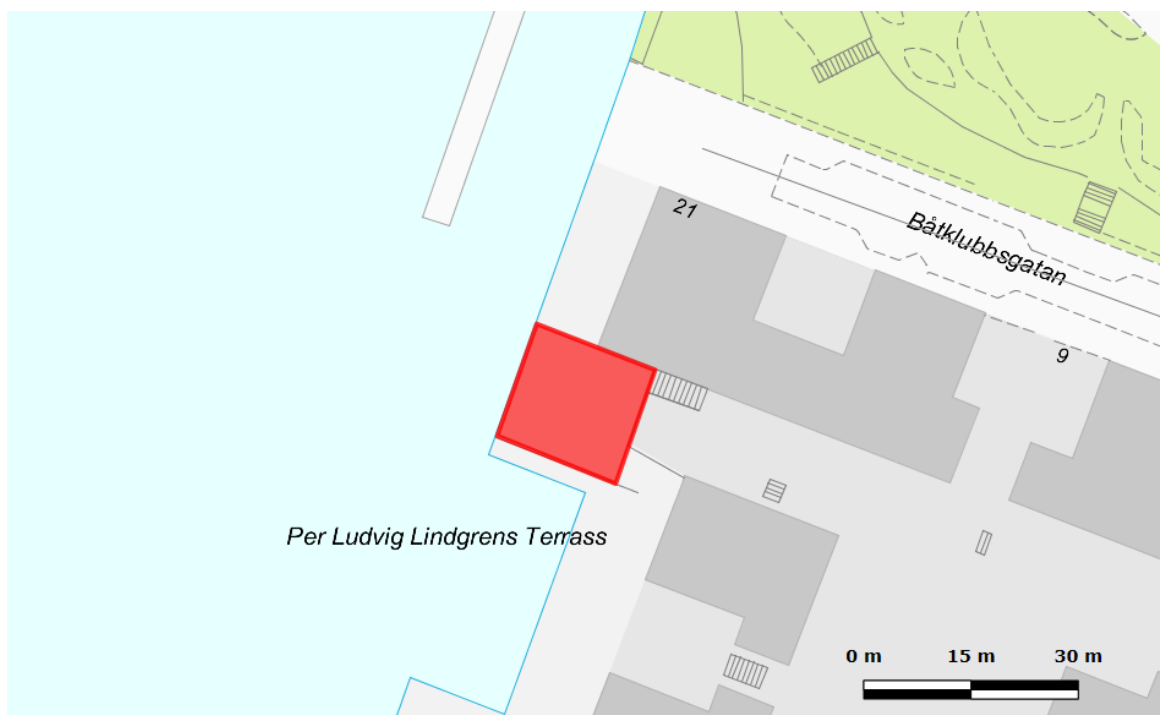 21
Båtklubbsgatan
9
Per Ludvig Lindgrens Terrass
0 m 15 m 30 m